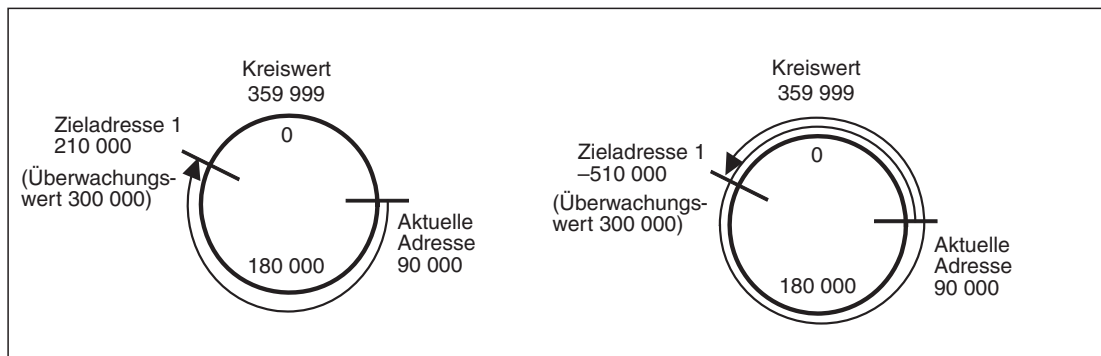 Kreiswert
359 999
0
Zieladresse 1
210 000
(Überwachungs-
wert 300 000)
Aktuelle
Adresse
90 000
180 000
Kreiswert
359 999
0
Zieladresse 1
–510 000
(Überwachungs-
wert 300 000)
Aktuelle
Adresse
90 000
180 000